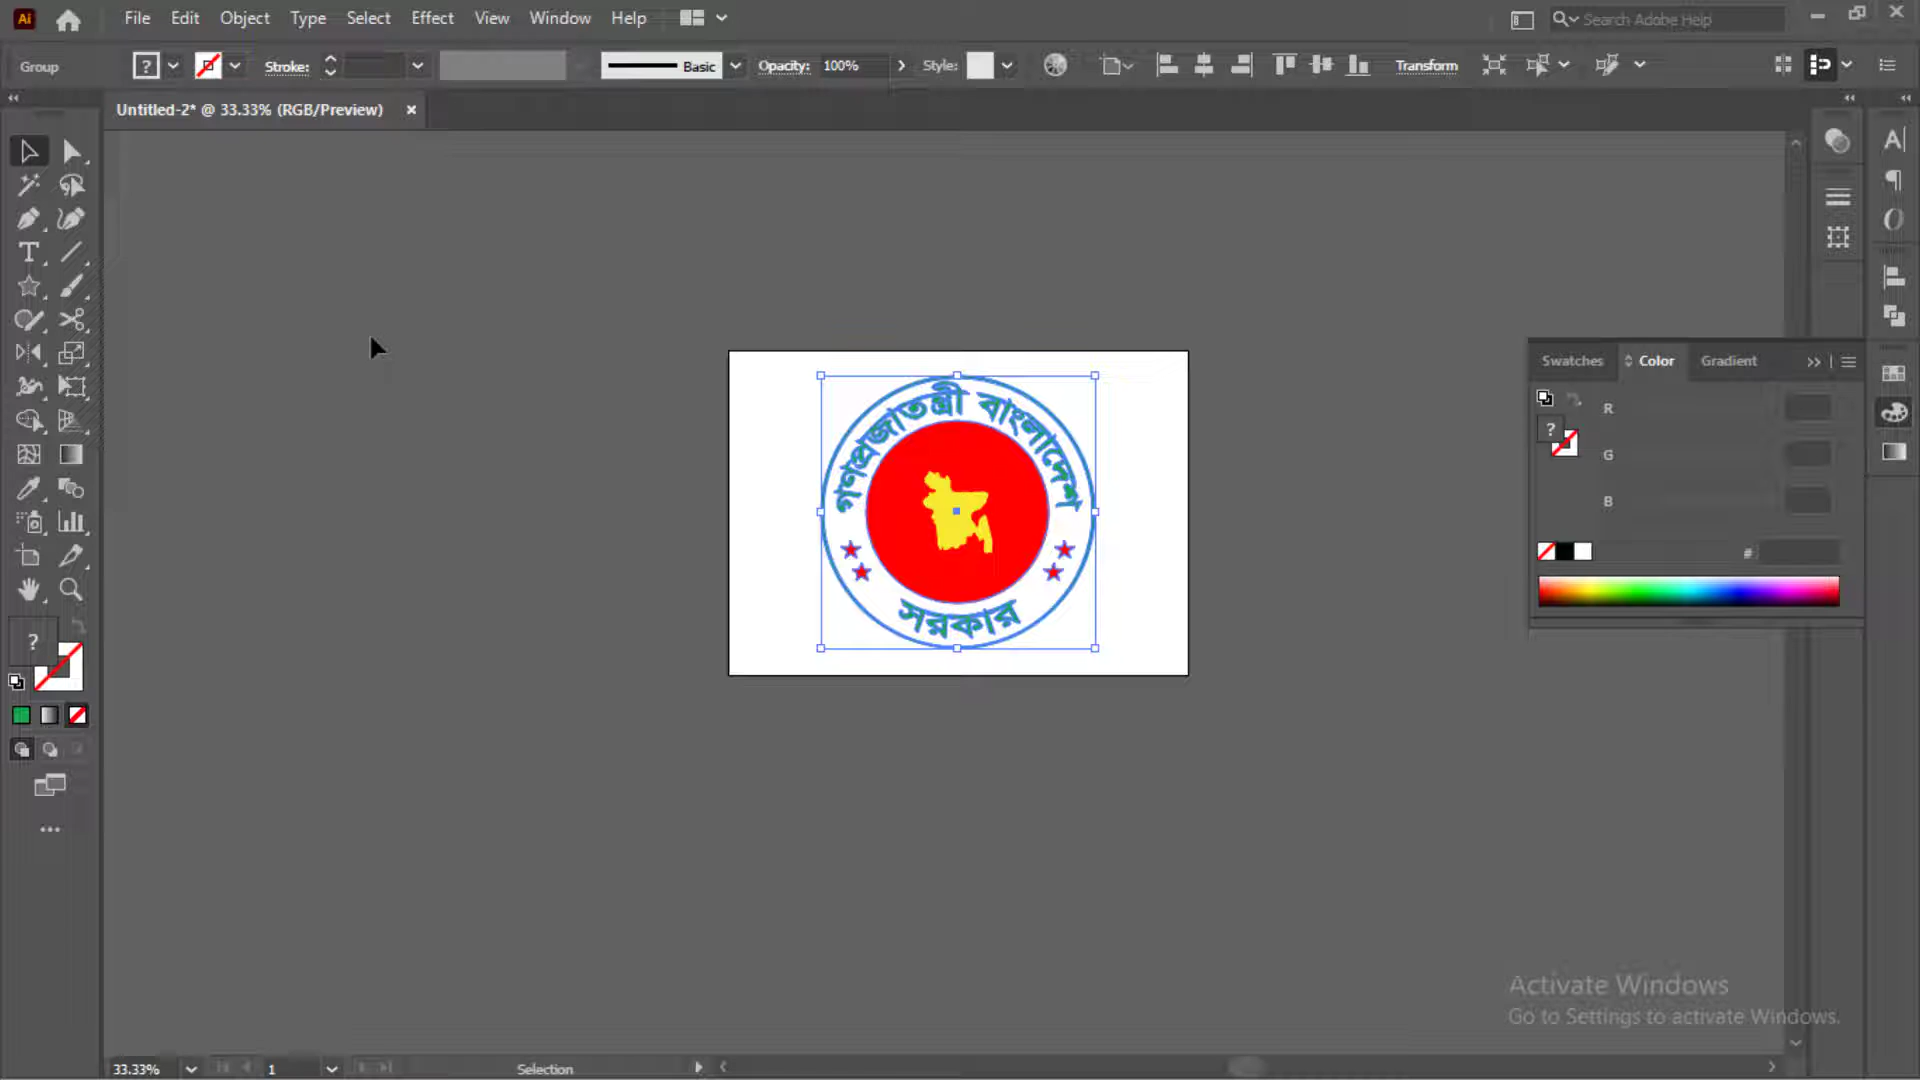 Ai File Edit Object Type Select Effect View Window Help Search Adobe Help
Group ? Stroke: Basic Opacity: 100% Style: Transform
Untitled-2* @ 33.33% (RGB/Preview)
গণপ্রজাতন্ত্রী বাংলাদেশ
সরকার
Swatches Color Gradient
? R
G
B
#
?
Activate Windows
Go to Settings to activate Windows.
33.33% 1 Selection